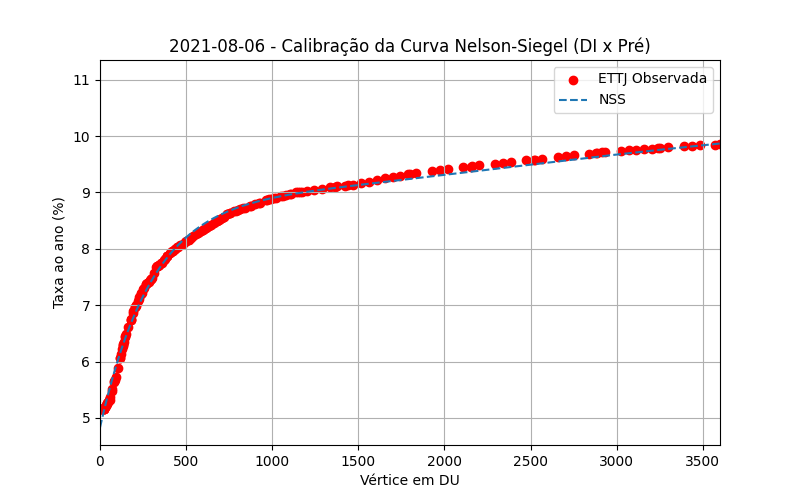 2021-08-06 - Calibração da Curva Nelson-Siegel (DI x Pré)
ETTJ Observada
NSS
Taxa ao ano (%)
11
10
9
8
7
6
5
0 500 1000 1500 2000 2500 3000 3500
Vértice em DU